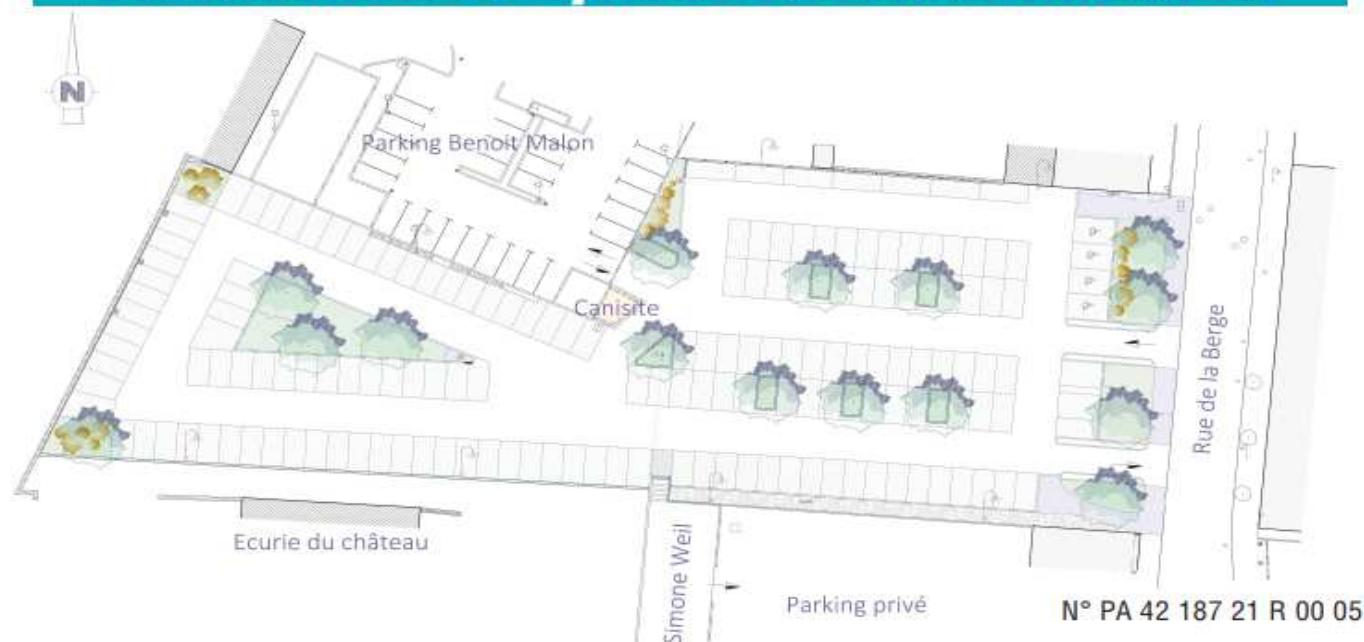 N
Parking Benoit Malon
Canisite
Rue de la Berge
Ecurie du château
Simone Weil
Parking privé
N° PA 42 187 21 R 00 05